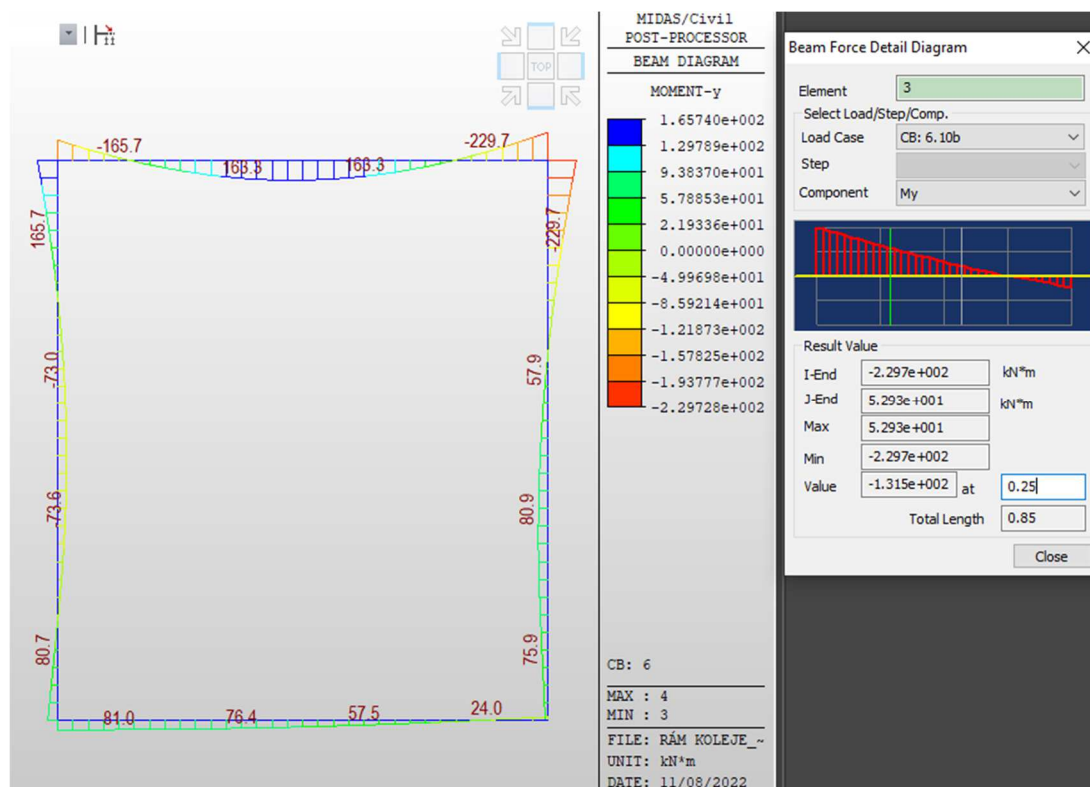 TOP
-165.7
-229.7
163.3
163.3
165.7
-229.7
-73.0
57.9
-73.6
80.9
80.7
75.9
81.0
76.4
57.5
24.0
MIDAS/Civil
POST-PROCESSOR
BEAM DIAGRAM
MOMENT-y
1.65740e+002
1.29789e+002
9.38370e+001
5.78853e+001
2.19336e+001
0.00000e+000
-4.99698e+001
-8.59214e+001
-1.21873e+002
-1.57825e+002
-1.93777e+002
-2.29728e+002
CB: 6
MAX : 4
MIN : 3
FILE: RÁM KOLEJE_~
UNIT: kN*m
DATE: 11/08/2022
Beam Force Detail Diagram
Element 3
Select Load/Step/Comp.
Load Case CB: 6.10b
Step
Component My
Result Value
I-End -2.297e+002 kN*m
J-End 5.293e+001 kN*m
Max 5.293e+001
Min -2.297e+002
Value -1.315e+002 at 0.25
Total Length 0.85
Close